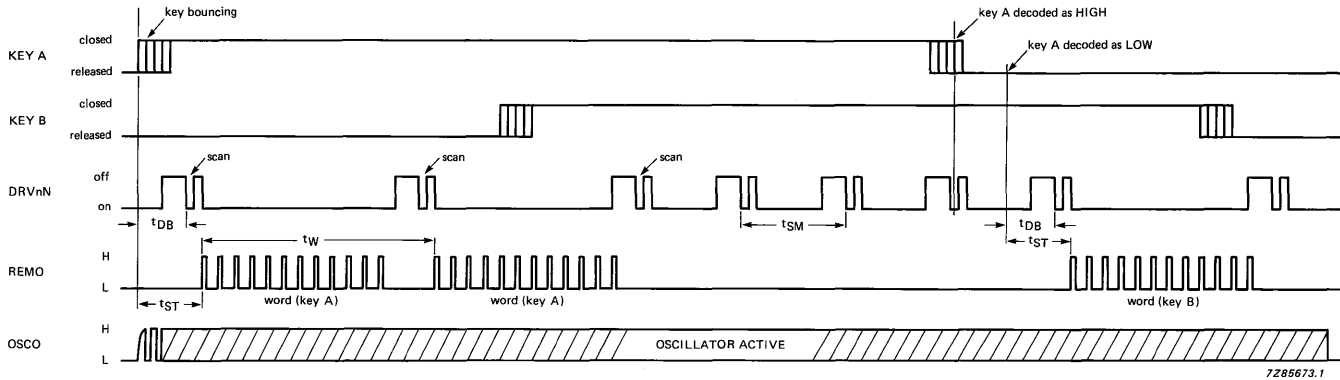 key bouncing
key A decoded as HIGH
KEY A
closed
released
key A decoded as LOW
KEY B
closed
released
scan
scan
scan
DRVnN
off
on
tDB
tSM
tDB
tW
tST
REMO
H
L
tST
word (key A)
word (key A)
word (key B)
OSCO
H
L
OSCILLATOR ACTIVE
7Z85673.1